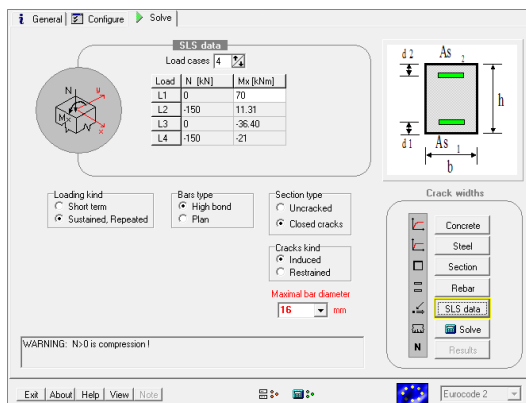 General Configure Solve
SLS data
Load cases 4
Load N [kN] Mx [kNm]
L1 0 70
L2 -150 11.31
L3 0 -36.40
L4 -150 -21
N y Mx x
d 2 As 2
h
d 1 As 1
b
Loading kind
Short term
Sustained, Repeated
Bars type
High bond
Plan
Section type
Uncracked
Closed cracks
Cracks kind
Induced
Restrained
Maximal bar diameter
16 mm
Crack widths
Concrete
Steel
Section
Rebar
SLS data
Solve
N Results
WARNING: N>0 is compression !
Exit About Help View Note Eurocode 2